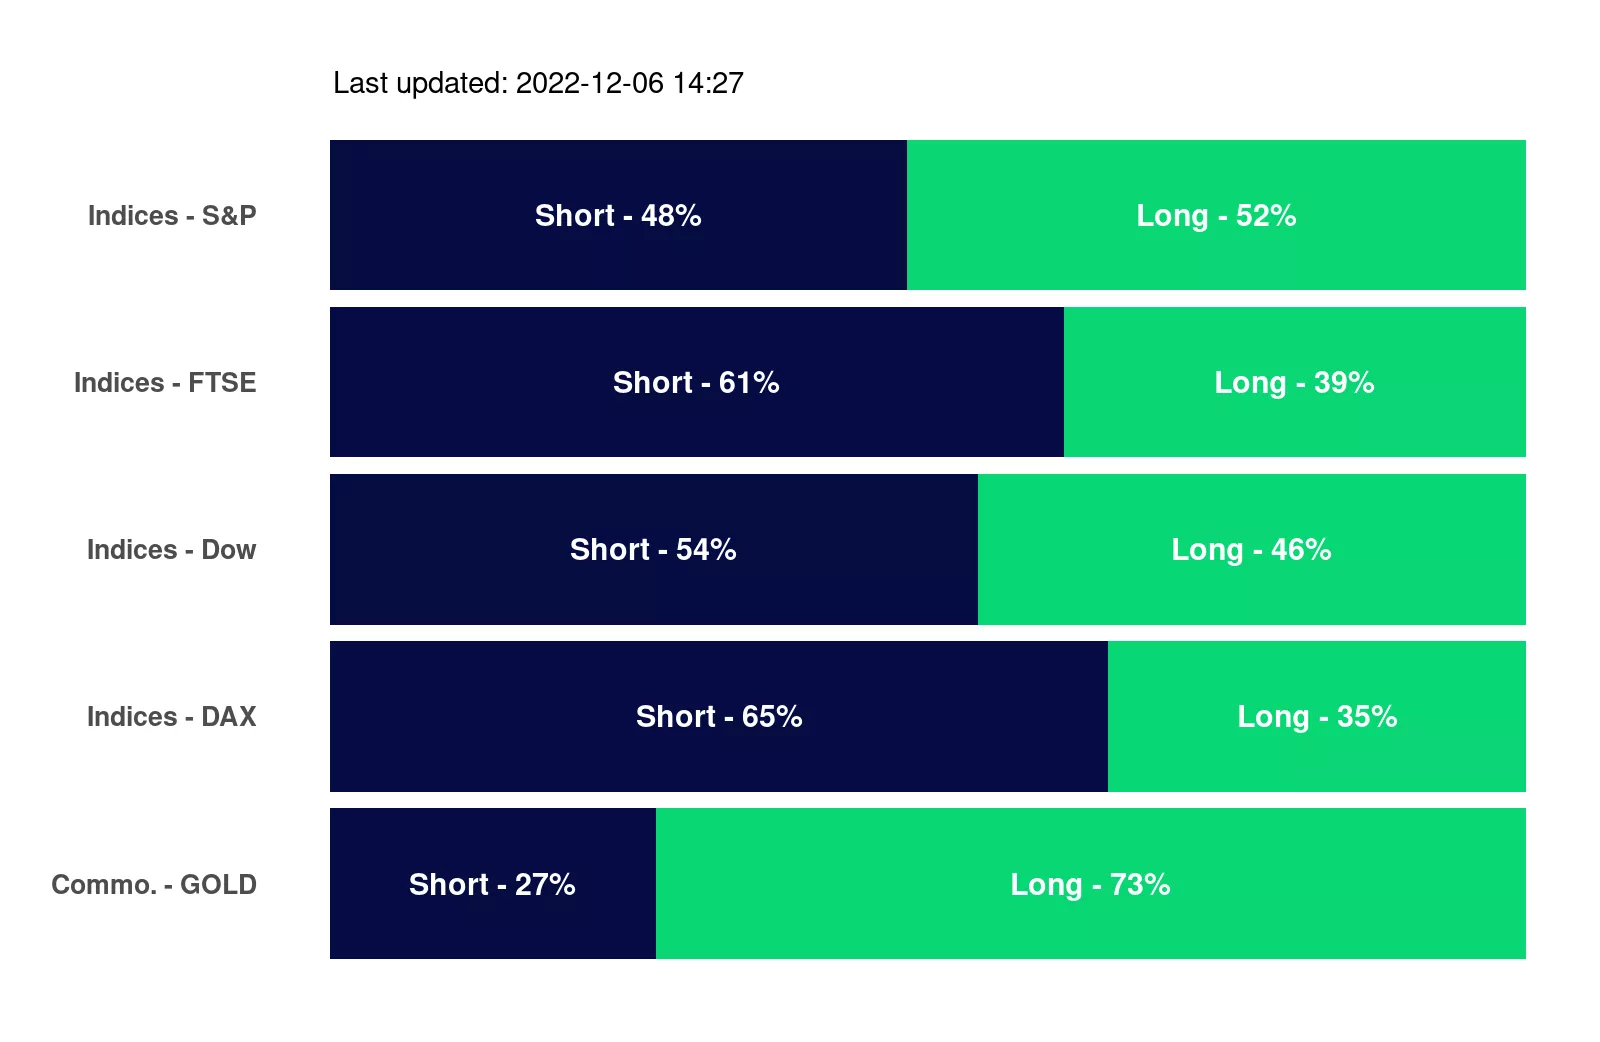 Last updated: 2022-12-06 14:27
Indices - S&P Short - 48% Long - 52%
Indices - FTSE Short - 61% Long - 39%
Indices - Dow Short - 54% Long - 46%
Indices - DAX Short - 65% Long - 35%
Commo. - GOLD Short - 27% Long - 73%